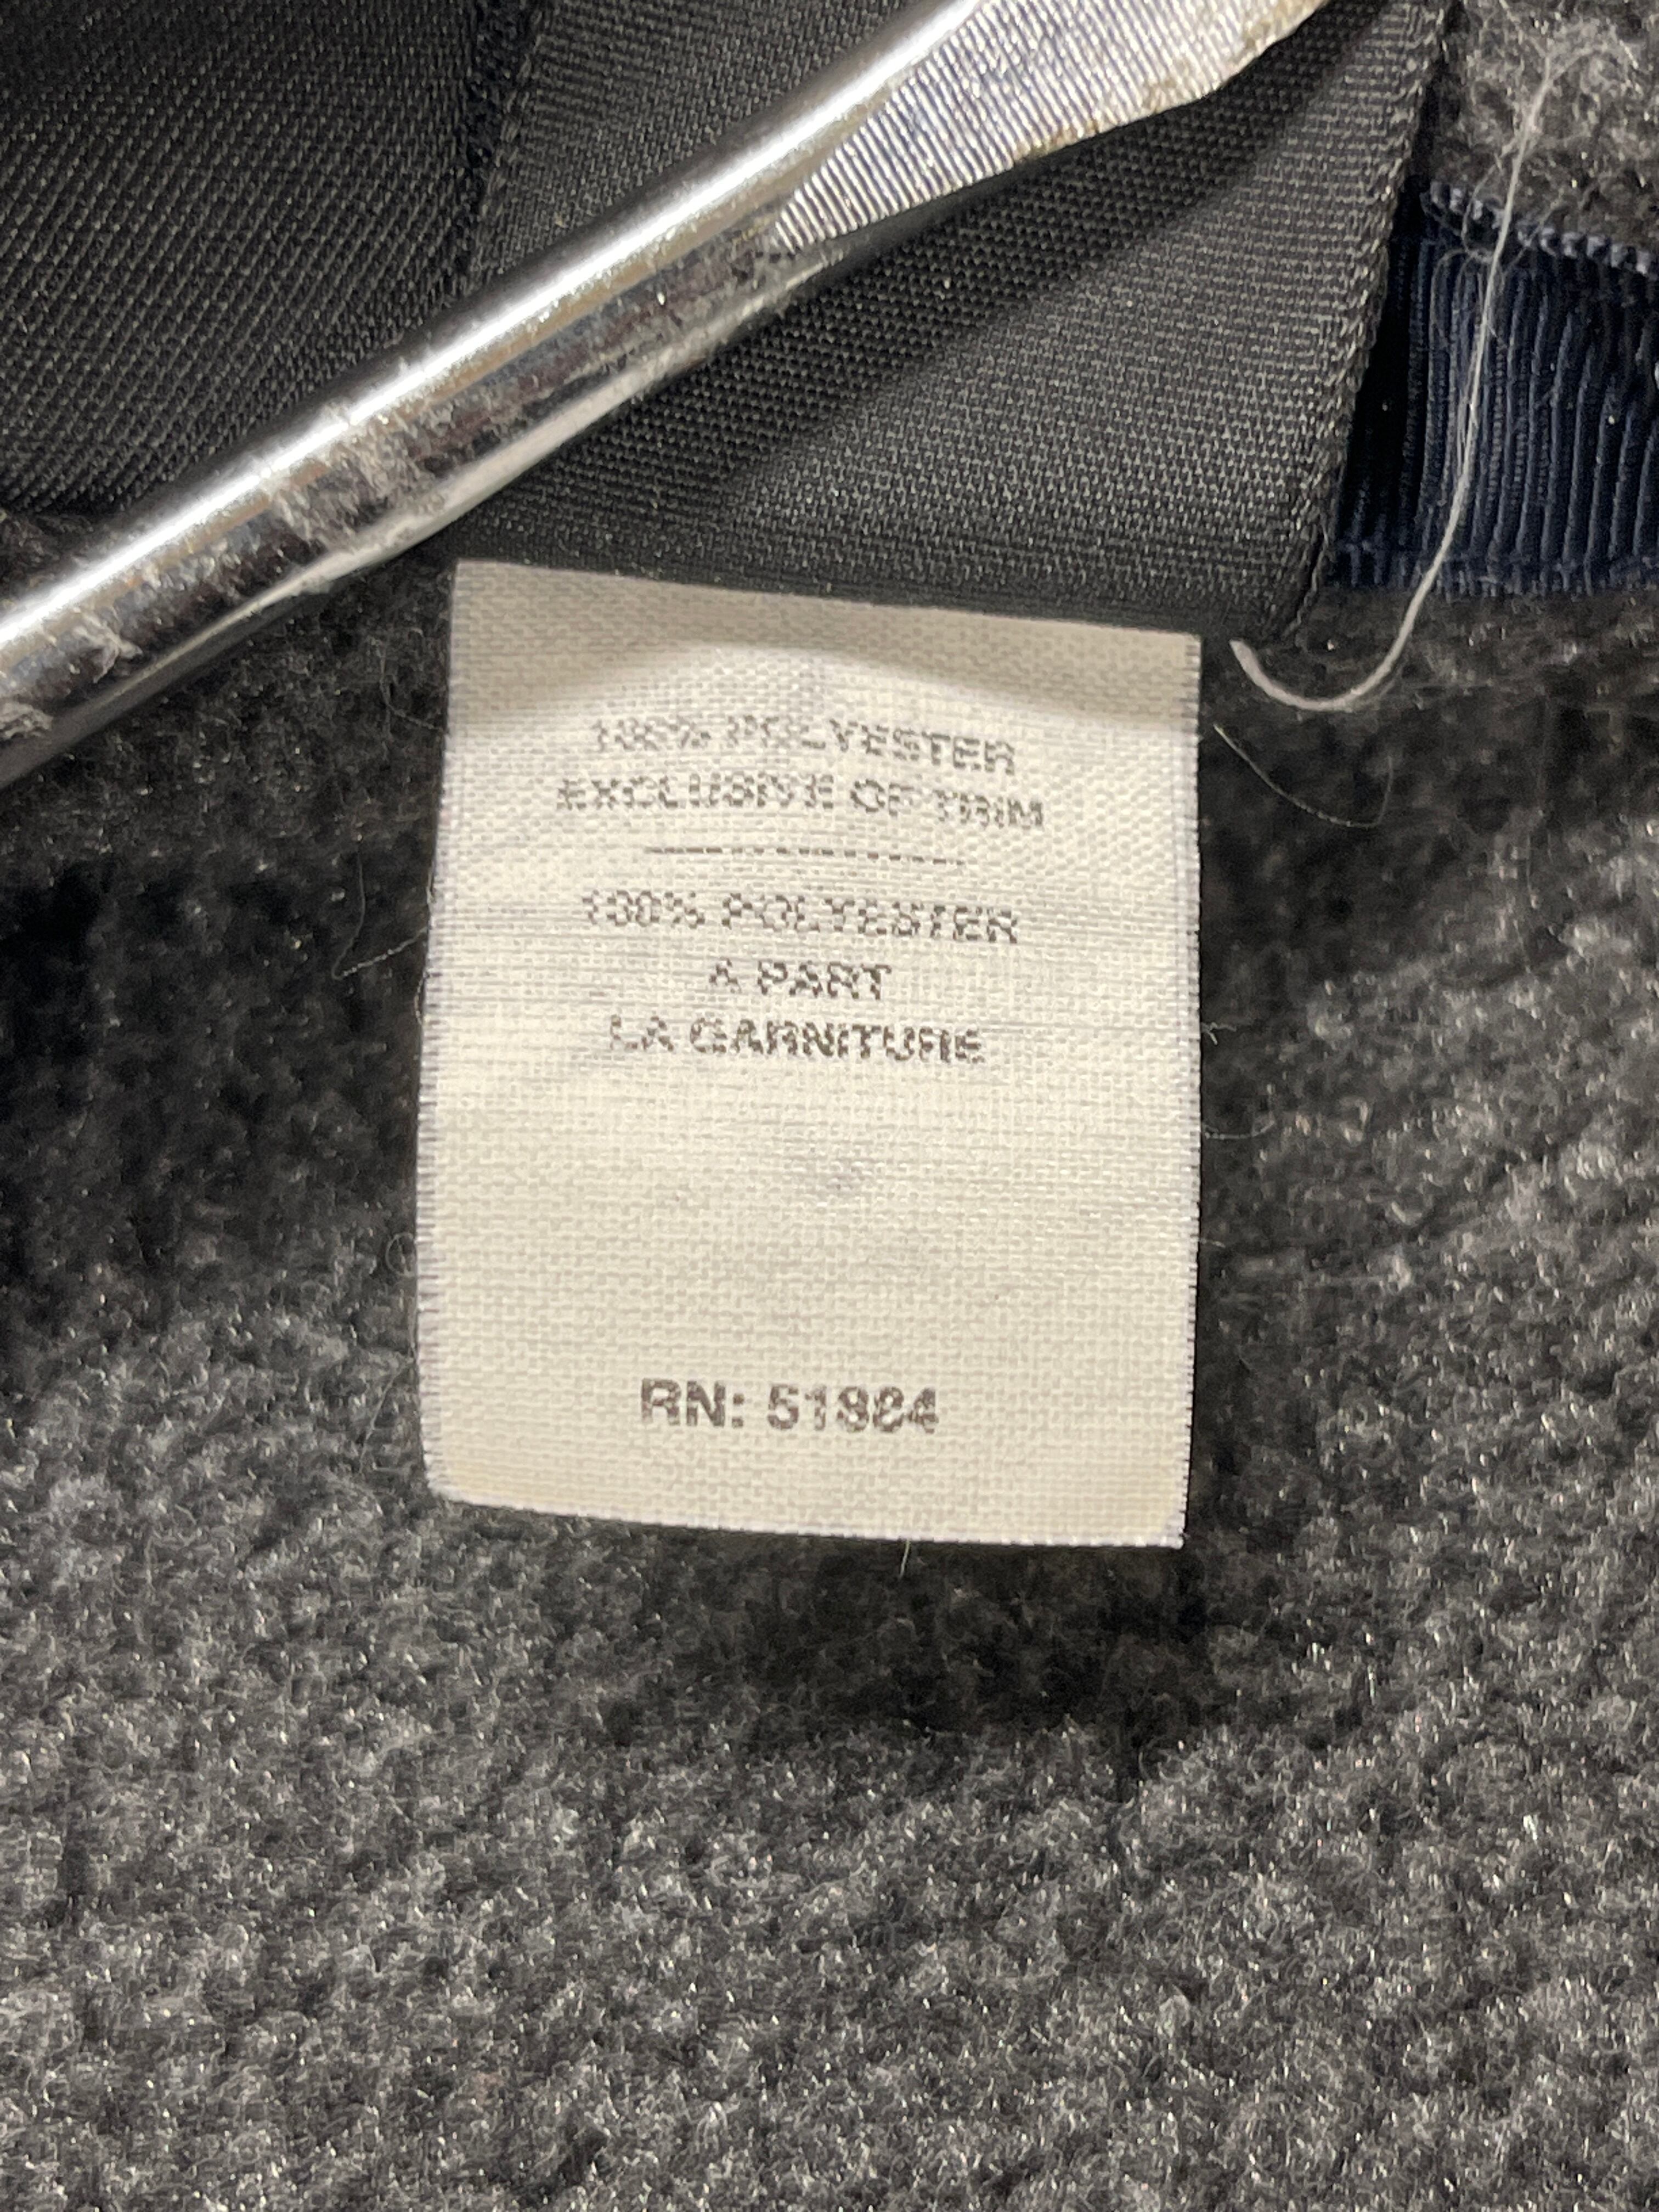 100% POLYESTER
EXCLUSIVE OF TRIM
100% POLYESTER
A PART
LA GARNITURE
RN: 51884